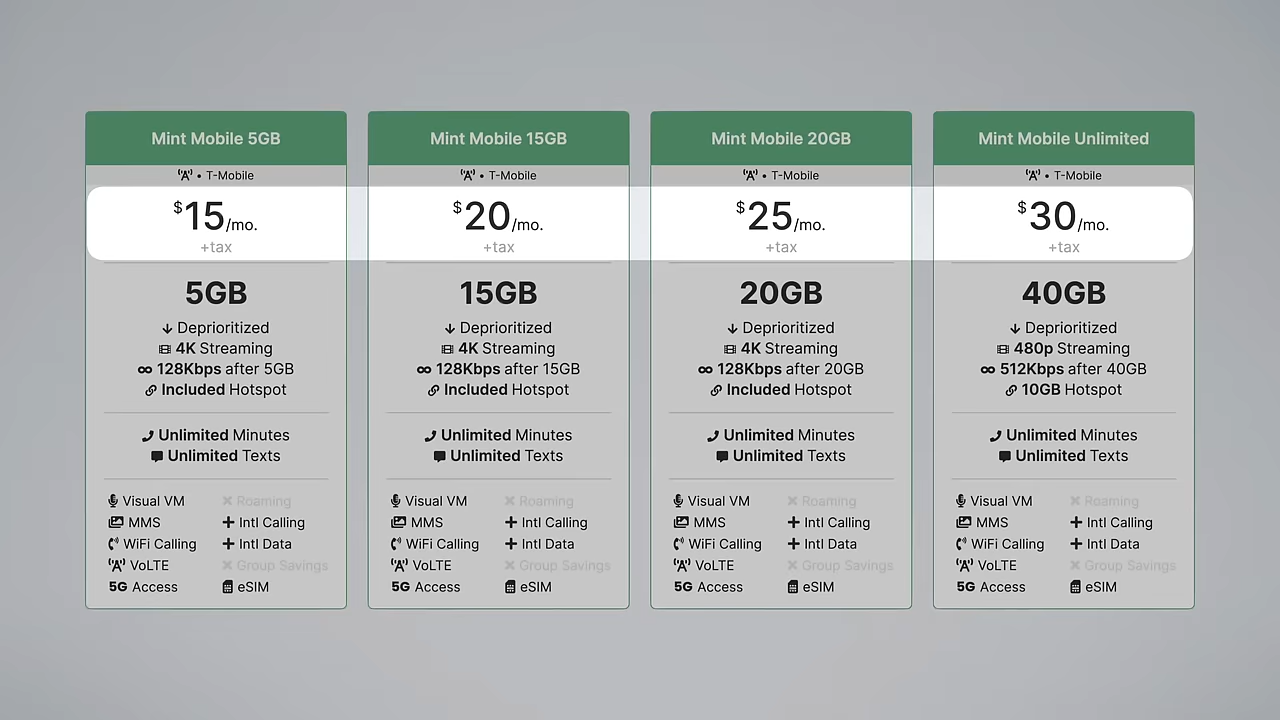 Mint Mobile 5GB
• T-Mobile
$15/mo.
+tax
5GB
Deprioritized
4K Streaming
128Kbps after 5GB
Included Hotspot
Unlimited Minutes
Unlimited Texts
Visual VM
Roaming
MMS
Intl Calling
WiFi Calling
Intl Data
VoLTE
Group Savings
5G Access
eSIM
Mint Mobile 15GB
• T-Mobile
$20/mo.
+tax
15GB
Deprioritized
4K Streaming
128Kbps after 15GB
Included Hotspot
Unlimited Minutes
Unlimited Texts
Visual VM
Roaming
MMS
Intl Calling
WiFi Calling
Intl Data
VoLTE
Group Savings
5G Access
eSIM
Mint Mobile 20GB
• T-Mobile
$25/mo.
+tax
20GB
Deprioritized
4K Streaming
128Kbps after 20GB
Included Hotspot
Unlimited Minutes
Unlimited Texts
Visual VM
Roaming
MMS
Intl Calling
WiFi Calling
Intl Data
VoLTE
Group Savings
5G Access
eSIM
Mint Mobile Unlimited
• T-Mobile
$30/mo.
+tax
40GB
Deprioritized
480p Streaming
512Kbps after 40GB
10GB Hotspot
Unlimited Minutes
Unlimited Texts
Visual VM
Roaming
MMS
Intl Calling
WiFi Calling
Intl Data
VoLTE
Group Savings
5G Access
eSIM